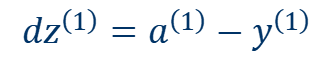 dz⁽¹⁾ = a⁽¹⁾ − y⁽¹⁾